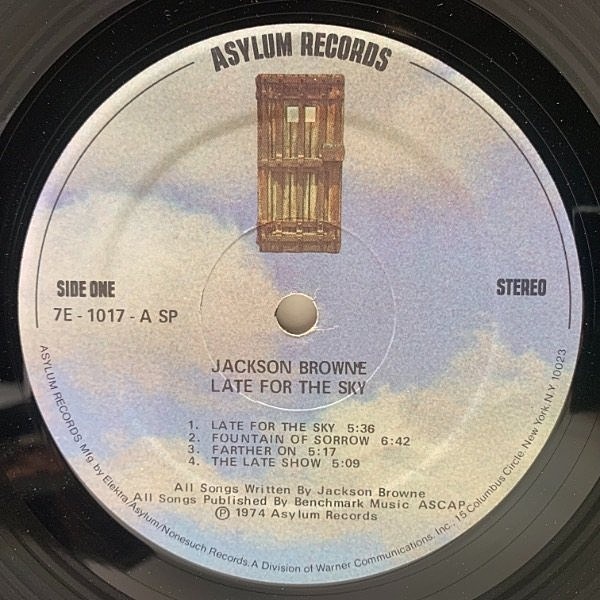 ASYLUM RECORDS
SIDE ONE
7E-1017-A SP
STEREO
JACKSON BROWNE
LATE FOR THE SKY
1. LATE FOR THE SKY 5:36
2. FOUNTAIN OF SORROW 6:42
3. FARTHER ON 5:17
4. THE LATE SHOW 5:09
All Songs Written By Jackson Browne
All Songs Published By Benchmark Music ASCAP
Ⓟ 1974 Asylum Records
ASYLUM RECORDS Mfg. by Elektra/Asylum/Nonesuch Records. A Division of Warner Communications. Inc.·15 Columbus Circle, New York, N.Y. 10023